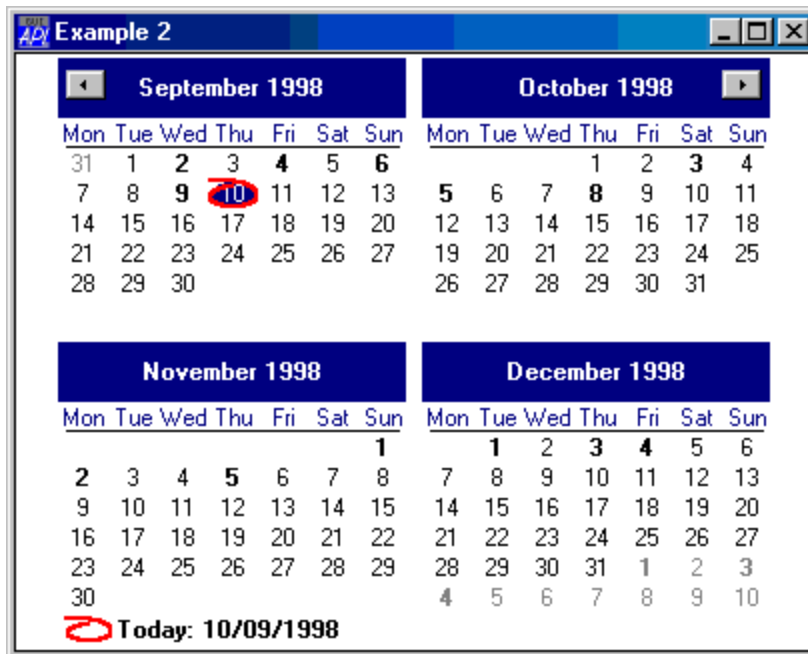 APL Example 2
September 1998
Mon Tue Wed Thu Fri Sat Sun
31 1 2 3 4 5 6
7 8 9 10 11 12 13
14 15 16 17 18 19 20
21 22 23 24 25 26 27
28 29 30
October 1998
Mon Tue Wed Thu Fri Sat Sun
1 2 3 4
5 6 7 8 9 10 11
12 13 14 15 16 17 18
19 20 21 22 23 24 25
26 27 28 29 30 31
November 1998
Mon Tue Wed Thu Fri Sat Sun
1
2 3 4 5 6 7 8
9 10 11 12 13 14 15
16 17 18 19 20 21 22
23 24 25 26 27 28 29
30
December 1998
Mon Tue Wed Thu Fri Sat Sun
1 2 3 4 5 6
7 8 9 10 11 12 13
14 15 16 17 18 19 20
21 22 23 24 25 26 27
28 29 30 31 1 2 3
4 5 6 7 8 9 10
Today: 10/09/1998